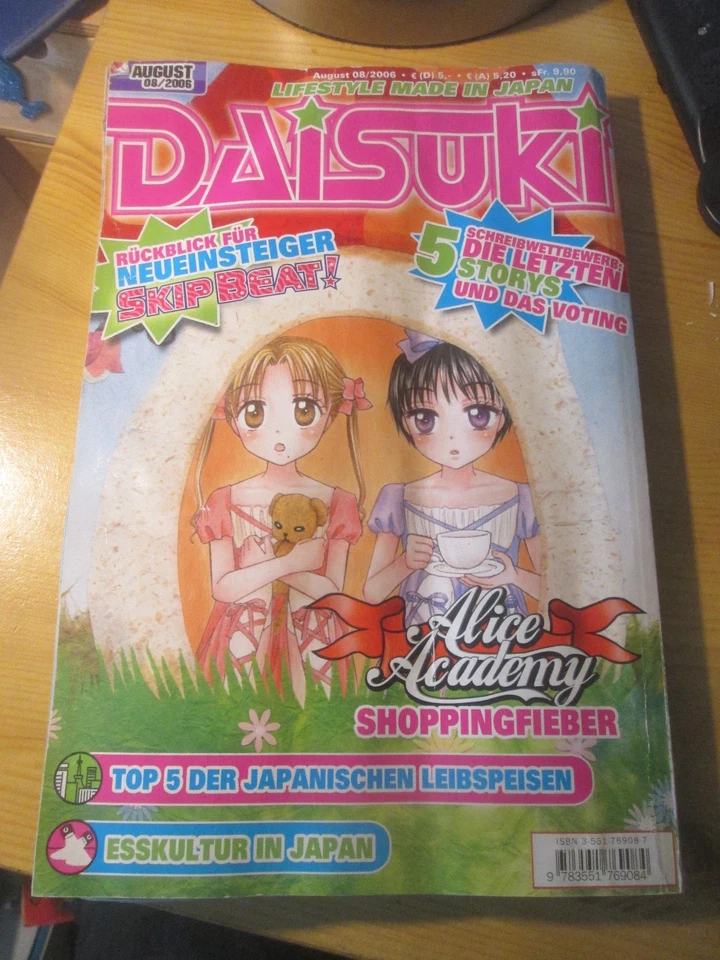 AUGUST
08/2006
August 08/2006 • € (D) 5,- • € (A) 5,20 • sFr. 9,90
LIFESTYLE MADE IN JAPAN
DAiSUKi
RÜCKBLICK FÜR
NEUEINSTEIGER
SKIP BEAT!
5
SCHREIBWETTBEWERB:
DIE LETZTEN
STORYS
UND DAS VOTING
Alice
Academy
SHOPPINGFIEBER
TOP 5 DER JAPANISCHEN LEIBSPEISEN
ESSKULTUR IN JAPAN
ISBN 3-551-76908-7
9 783551 769084